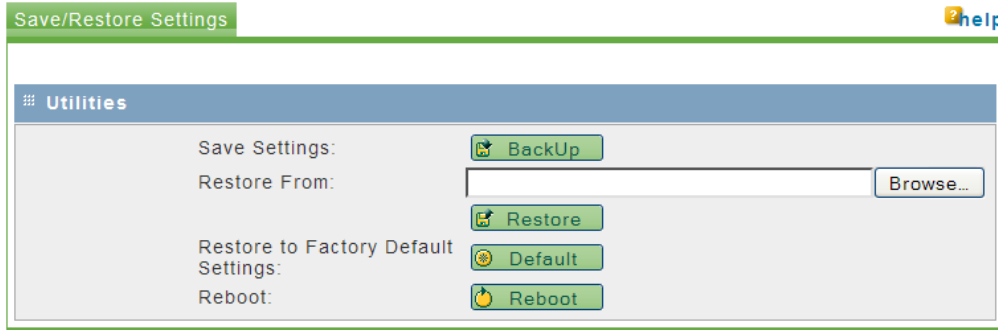 Save/Restore Settings
help
Utilities
Save Settings:
BackUp
Restore From:
Browse...
Restore
Restore to Factory Default
Settings:
Default
Reboot:
Reboot